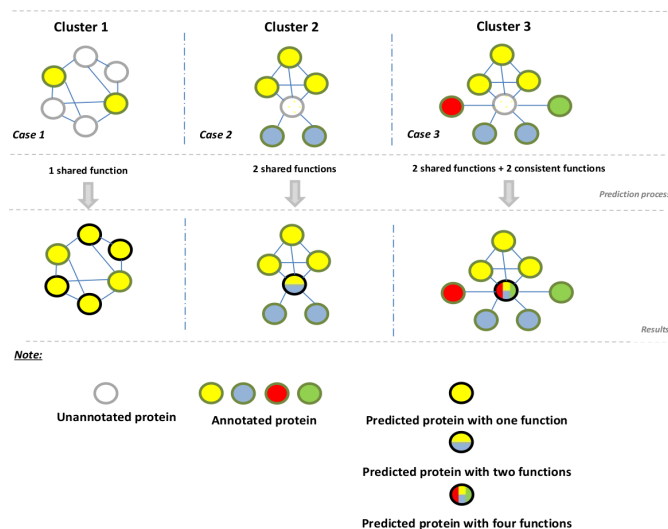 Cluster 1
Cluster 2
Cluster 3
Case 1
Case 2
Case 3
1 shared function
2 shared functions
2 shared functions + 2 consistent functions
Prediction process
Results
Note:
Unannotated protein
Annotated protein
Predicted protein with one function
Predicted protein with two functions
Predicted protein with four functions